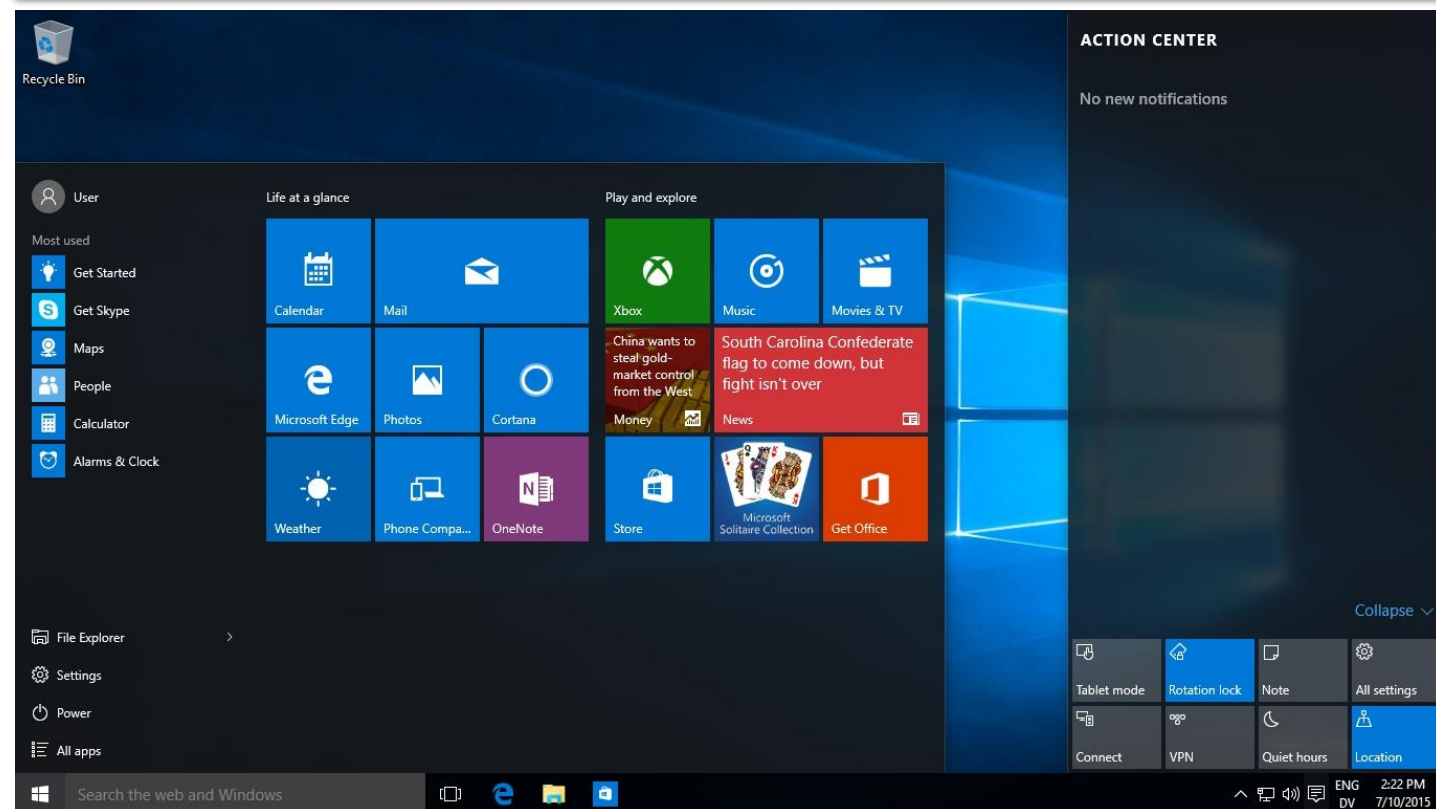 Recycle Bin
ACTION CENTER
No new notifications
User
Most used
Get Started
Get Skype
Maps
People
Calculator
Alarms & Clock
File Explorer
Settings
Power
All apps
Life at a glance
Calendar
Mail
Microsoft Edge
Photos
Cortana
Weather
Phone Compa...
OneNote
Play and explore
Xbox
Music
Movies & TV
China wants to
steal gold-
market control
from the West
Money
South Carolina Confederate
flag to come down, but
fight isn't over
News
Store
Microsoft
Solitaire Collection
Get Office
Collapse
Tablet mode
Rotation lock
Note
All settings
Connect
VPN
Quiet hours
Location
Search the web and Windows
ENG
DV
2:22 PM
7/10/2015